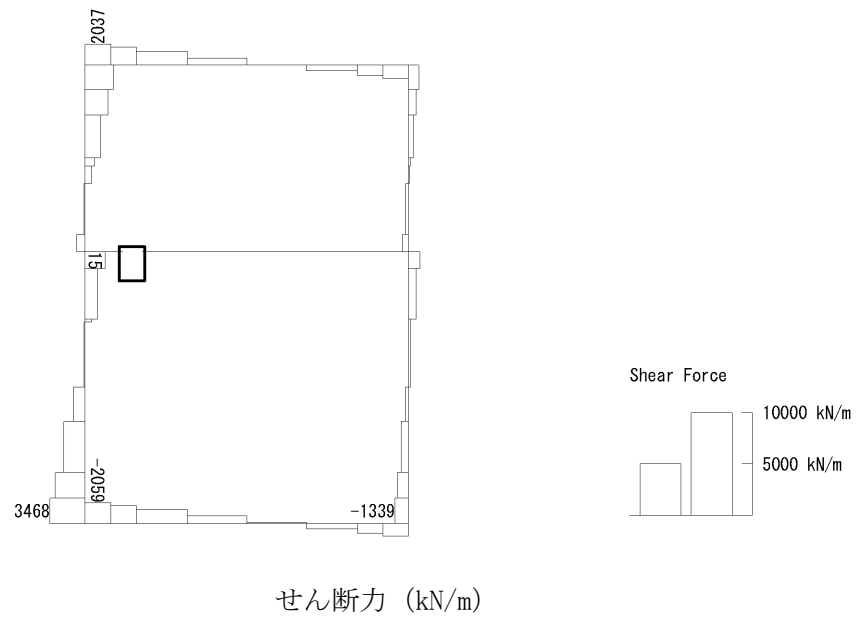 2037
15
Shear Force
10000 kN/m
5000 kN/m
-2059
3468
-1339
せん断力 (kN/m)